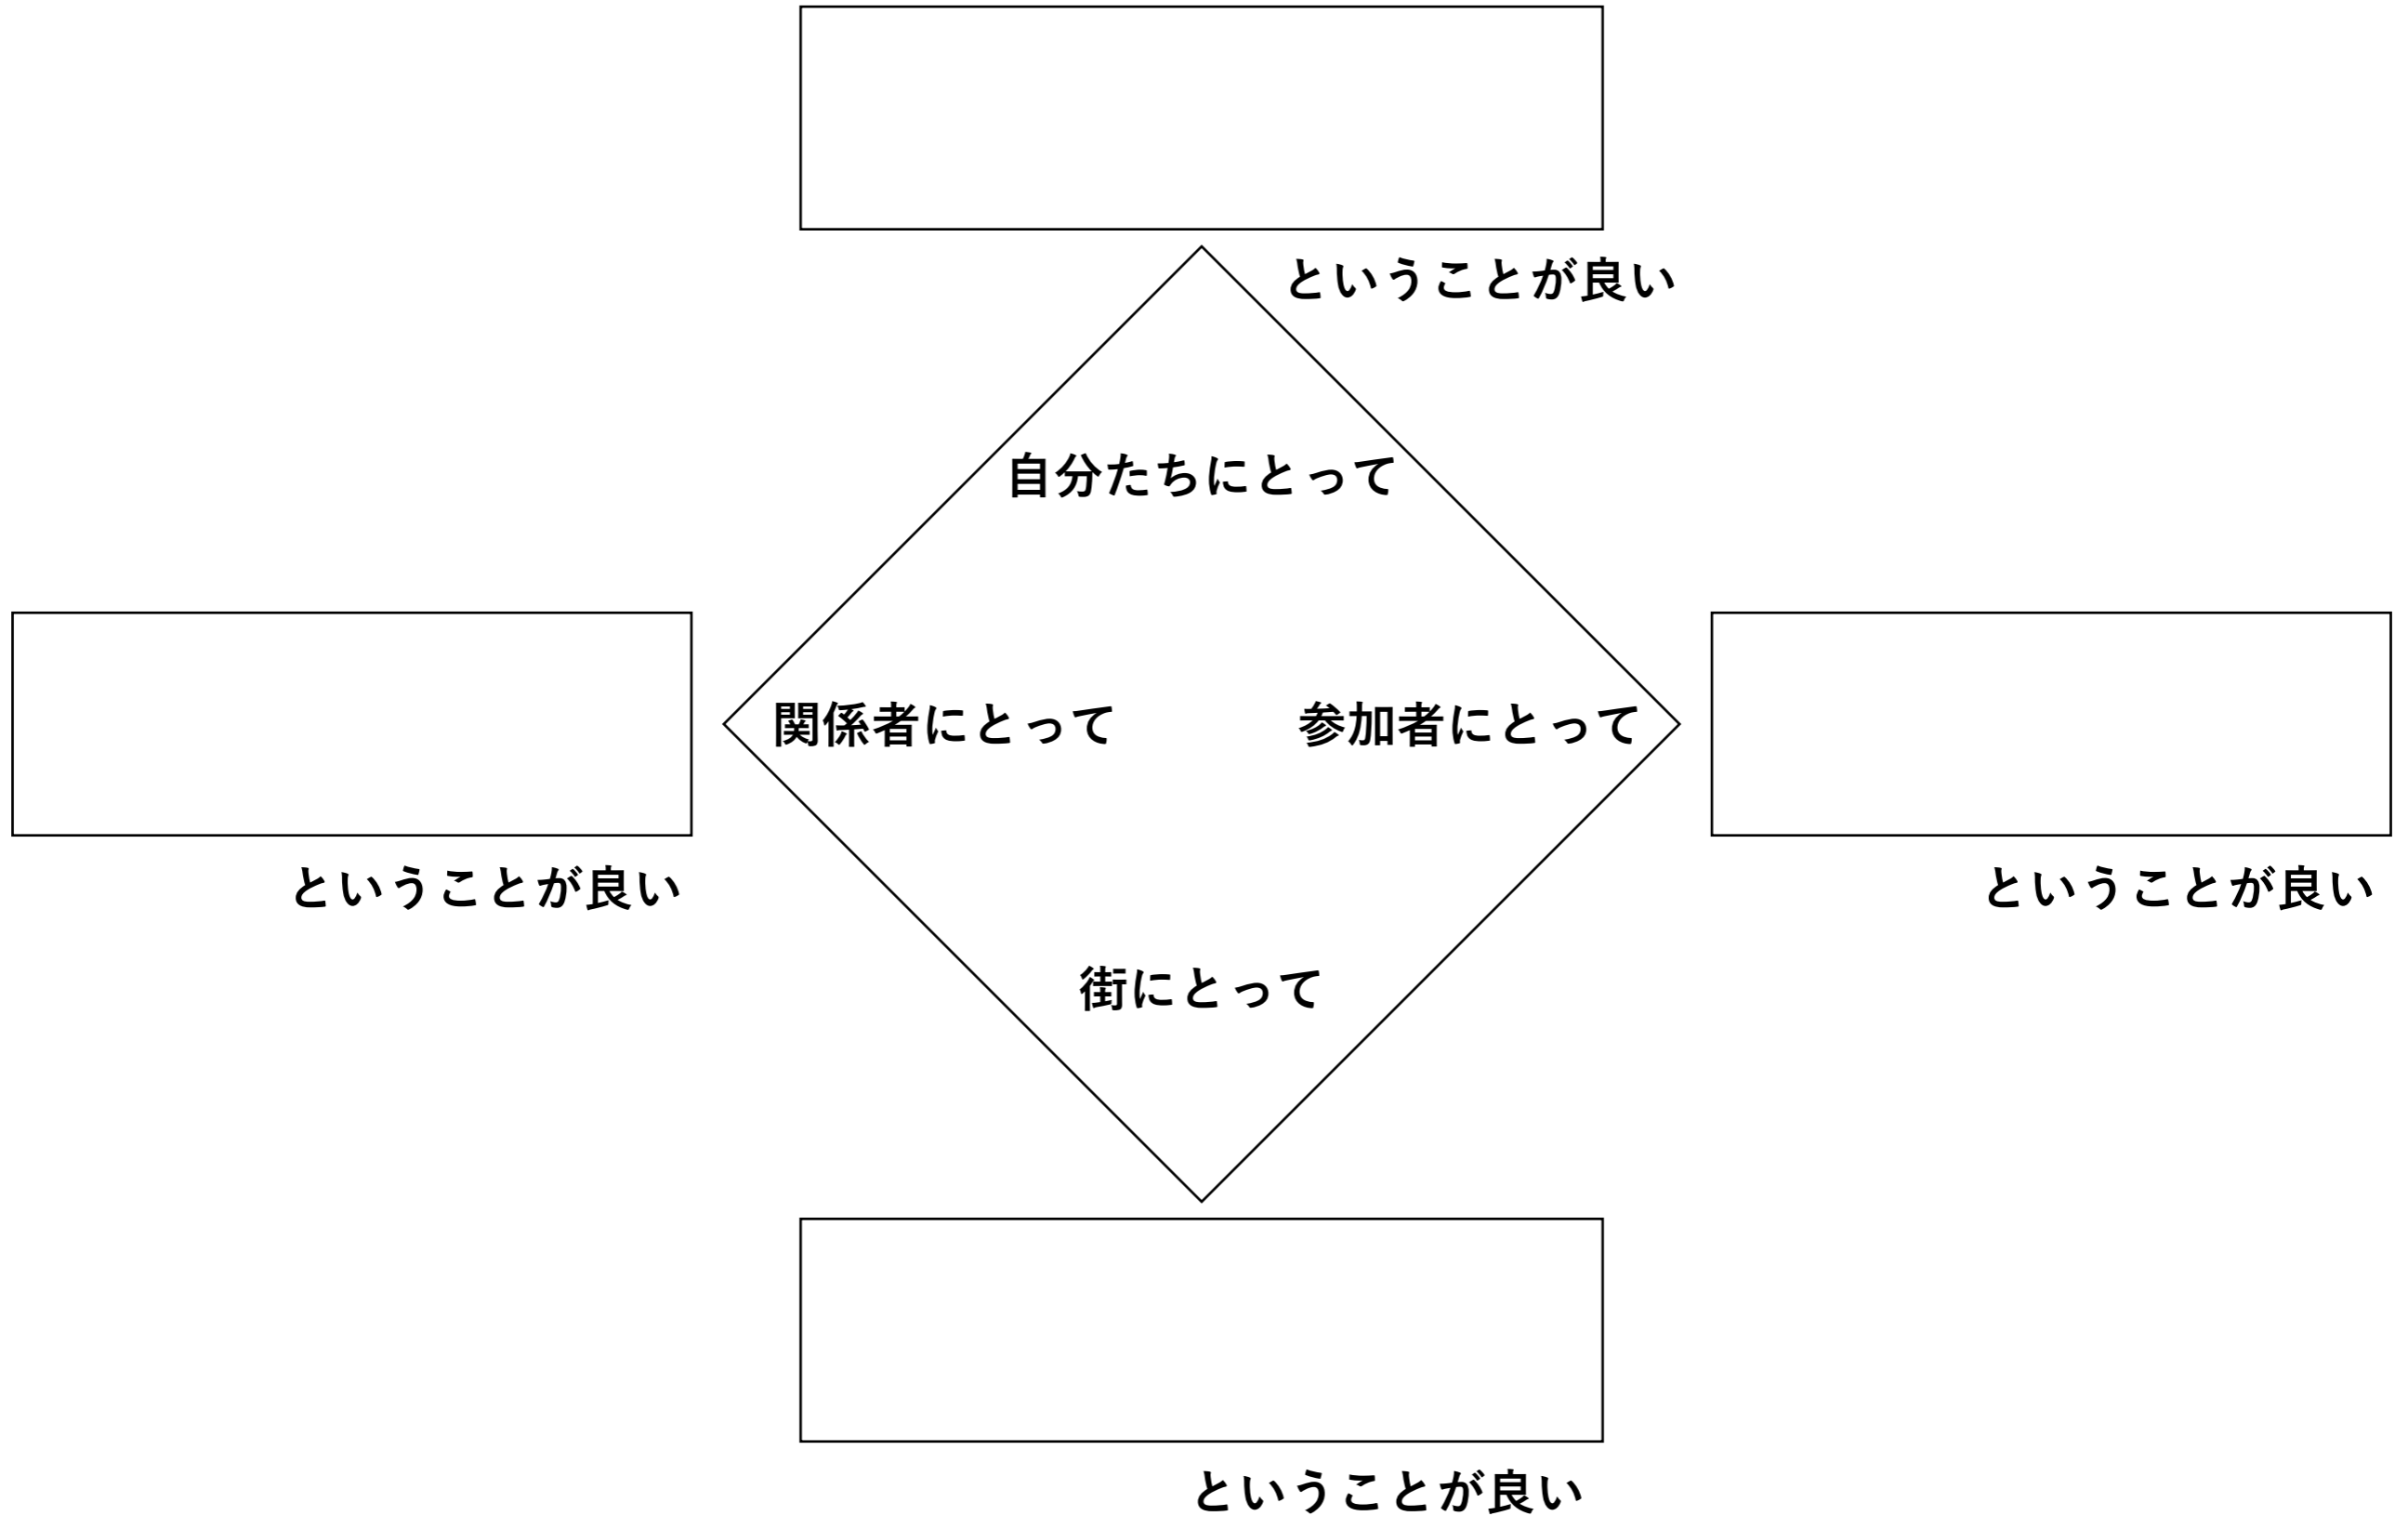 ということが良い
自分たちにとって
関係者にとって
参加者にとって
ということが良い
ということが良い
街にとって
ということが良い